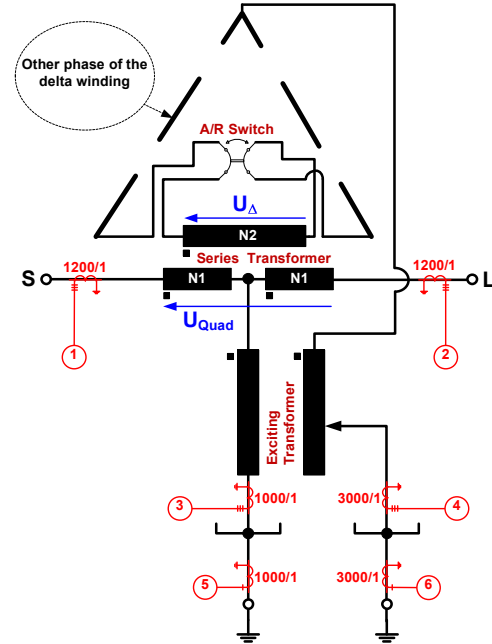 Other phase of the
delta winding
A/R Switch
U∆
N2
1200/1
Series Transformer
1200/1
S
N1
N1
L
UQuad
1
2
Exciting
Transformer
3
1000/1
3000/1
4
5
1000/1
3000/1
6